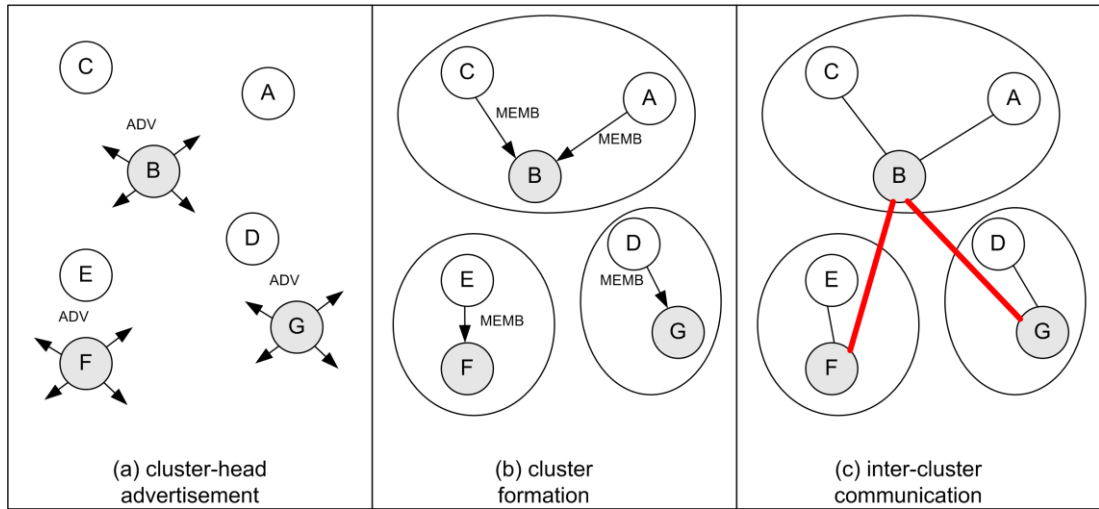 C
A
ADV
B
D
E
ADV
ADV
G
F
(a) cluster-head
advertisement
C
A
MEMB
MEMB
B
D
E
MEMB
MEMB
G
F
(b) cluster
formation
C
A
B
D
E
G
F
(c) inter-cluster
communication